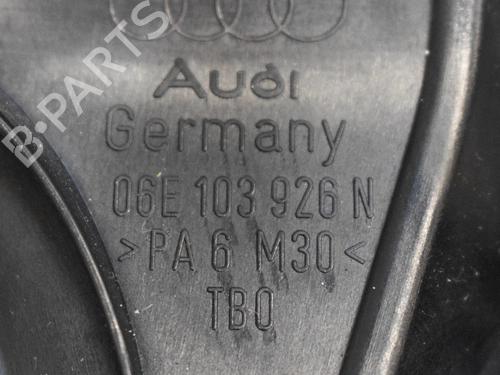 B-PARTS
Audi
Germany
06E 103 926 N
>PA 6 M30<
TBO